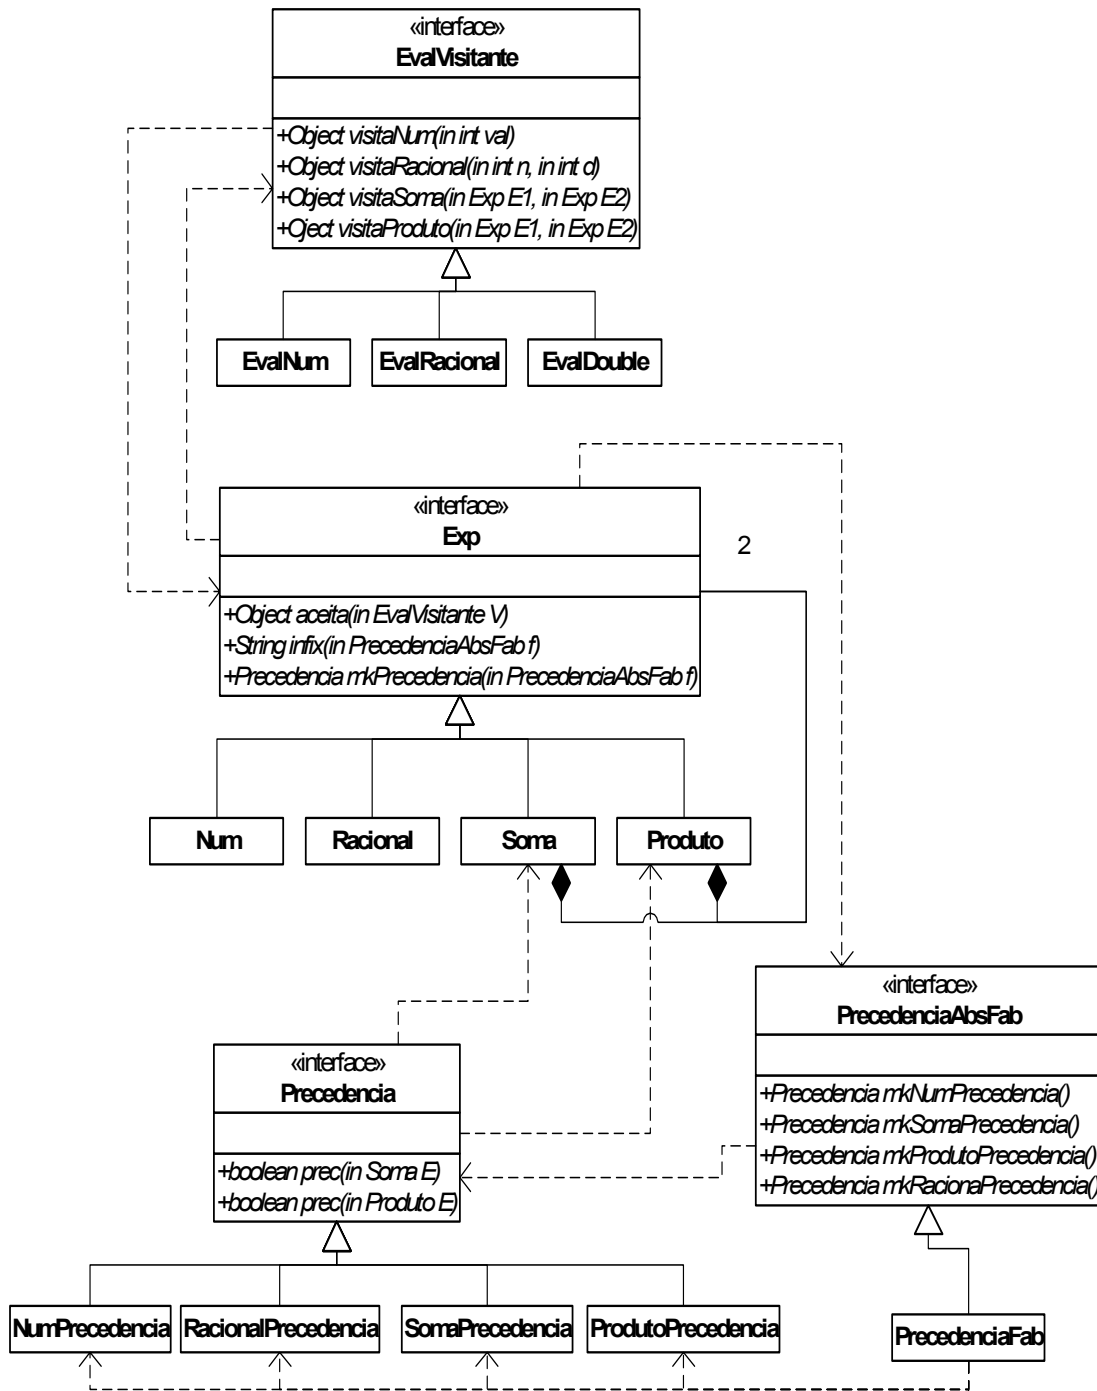 «interface»
EvalVisitante
+Object visitaNum(in int val)
+Object visitaRacional(in int n, in int d)
+Object visitaSoma(in Exp E1, in Exp E2)
+Oject visitaProduto(in Exp E1, in Exp E2)
EvalNum
EvalRacional
EvalDouble
«interface»
Exp
2
+Object aceita(in EvalVisitante V)
+String infix(in PrecedenciaAbsFab f)
+Precedencia mkPrecedencia(in PrecedenciaAbsFab f)
Num
Racional
Soma
Produto
«interface»
PrecedenciaAbsFab
+Precedencia mkNumPrecedencia()
+Precedencia mkSomaPrecedencia()
+Precedencia mkProdutoPrecedencia()
+Precedencia mkRacionaPrecedencia()
«interface»
Precedencia
+boolean prec(in Soma E)
+boolean prec(in Produto E)
NumPrecedencia
RacionalPrecedencia
SomaPrecedencia
ProdutoPrecedencia
PrecedenciaFab